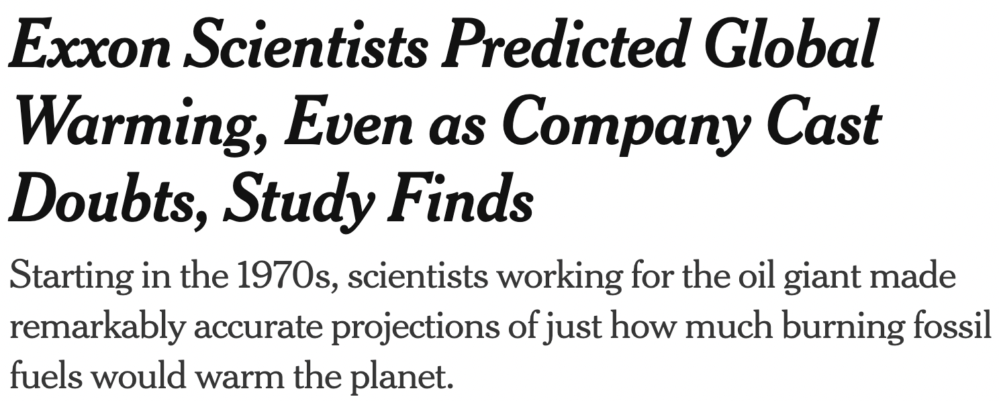 Exxon Scientists Predicted Global
Warming, Even as Company Cast
Doubts, Study Finds
Starting in the 1970s, scientists working for the oil giant made
remarkably accurate projections of just how much burning fossil
fuels would warm the planet.